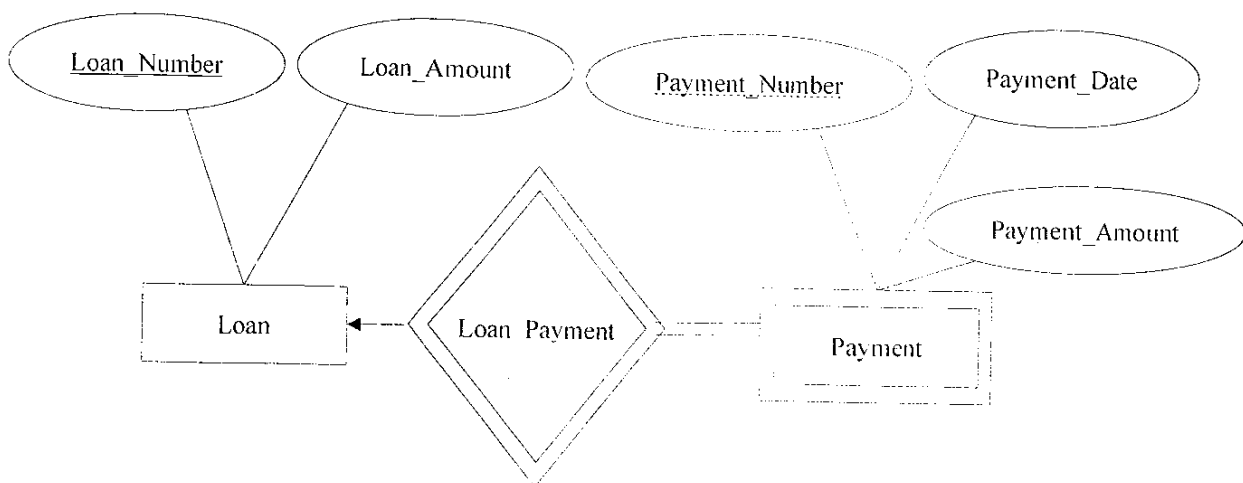 Loan_Number
Loan_Amount
Payment_Number
Payment_Date
Payment_Amount
Loan
Loan Payment
Payment